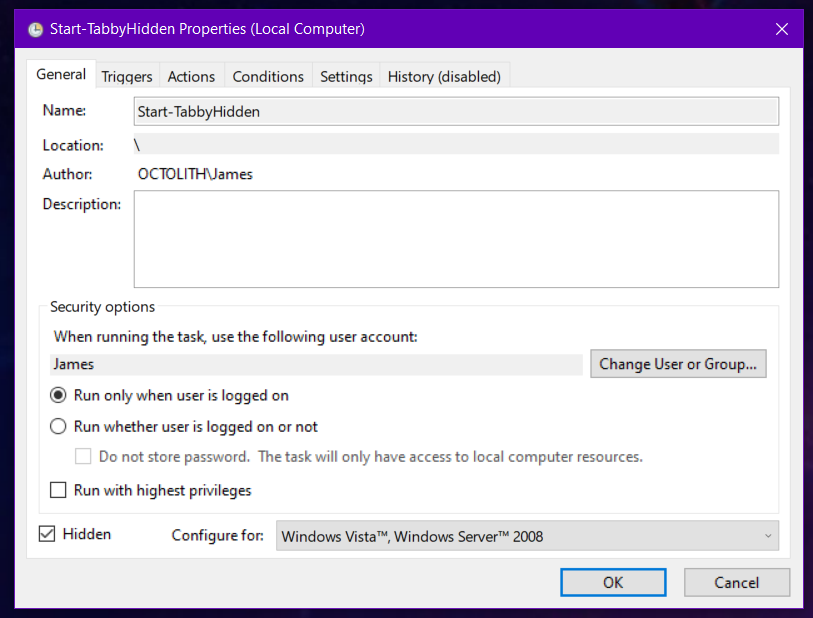 Start-TabbyHidden Properties (Local Computer)
General Triggers Actions Conditions Settings History (disabled)
Name: Start-TabbyHidden
Location: \
Author: OCTOLITH\James
Description:
Security options
When running the task, use the following user account:
James Change User or Group...
Run only when user is logged on
Run whether user is logged on or not
Do not store password. The task will only have access to local computer resources.
Run with highest privileges
Hidden Configure for: Windows Vista™, Windows Server™ 2008
OK Cancel